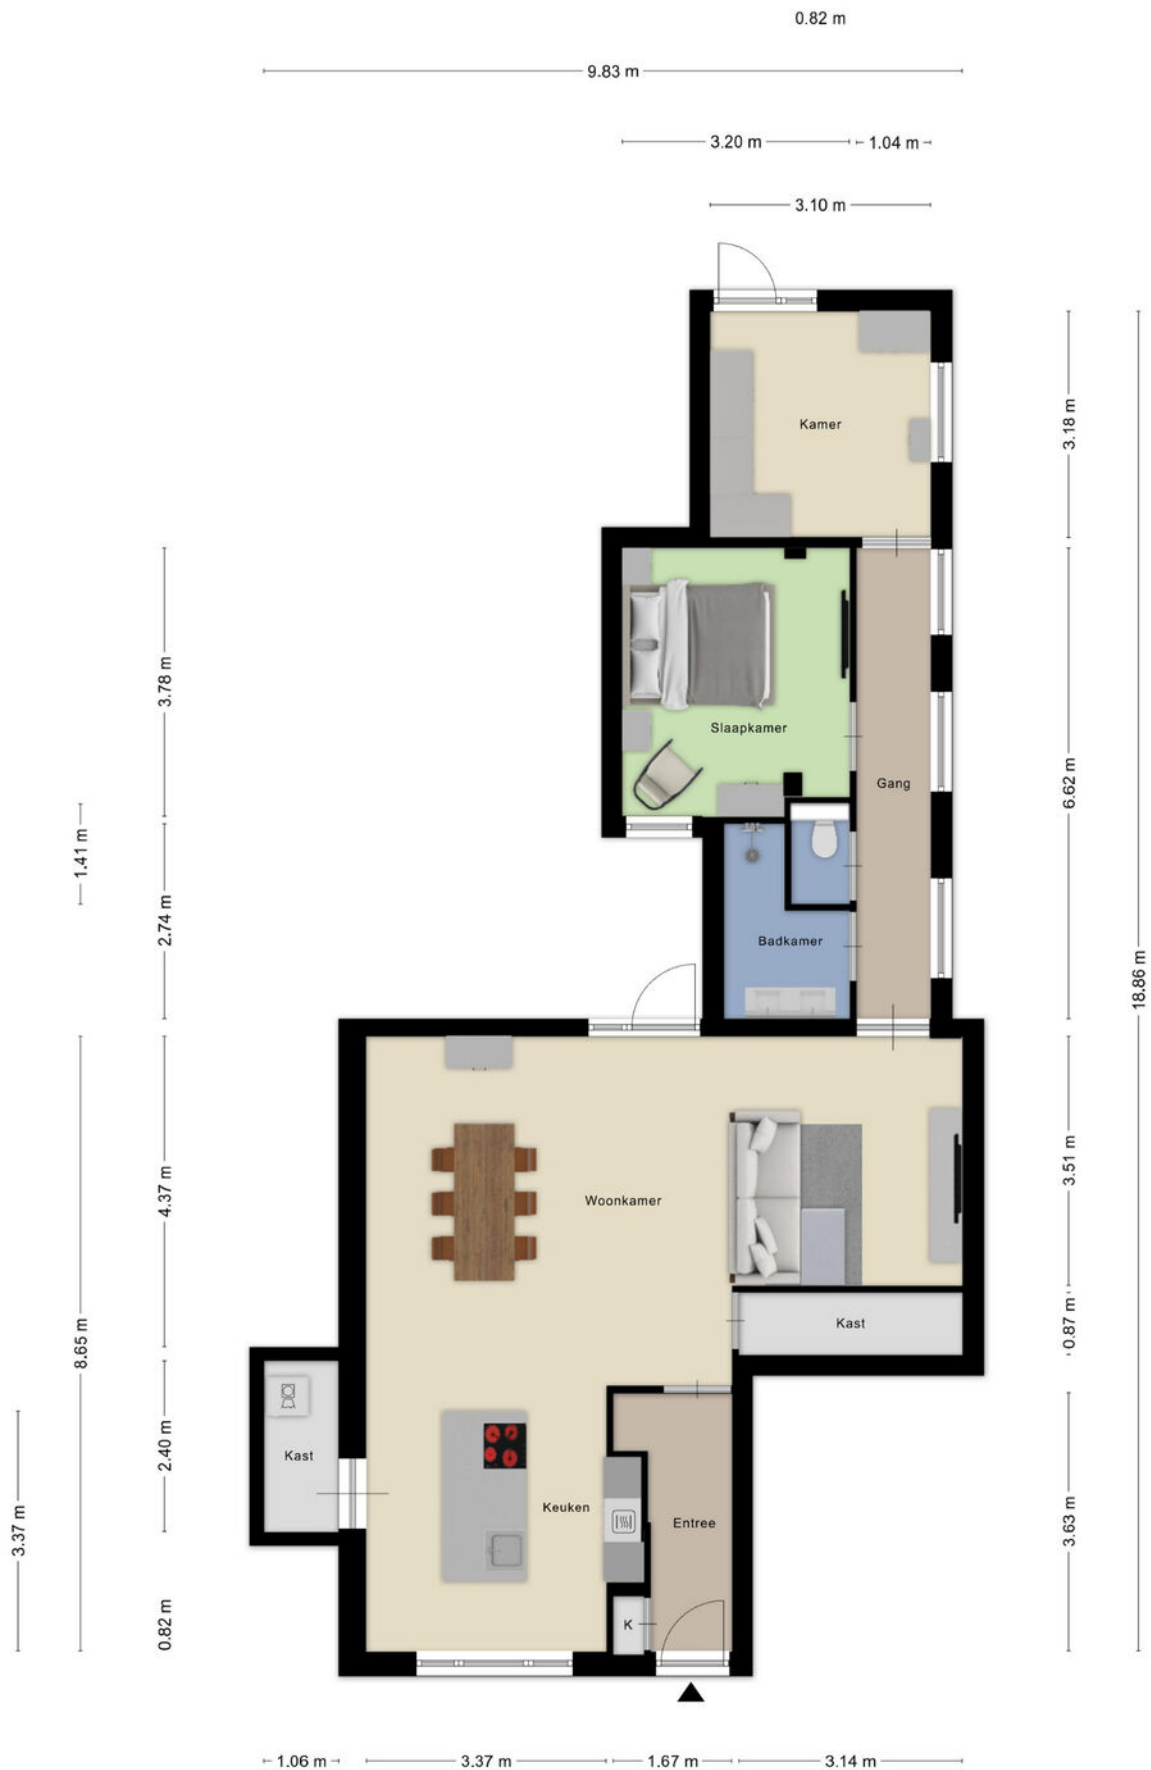 0.82 m
9.83 m
3.20 m
1.04 m
3.10 m
Kamer
3.18 m
3.78 m
Slaapkamer
6.62 m
Gang
1.41 m
2.74 m
Badkamer
18.86 m
4.37 m
Woonkamer
3.51 m
8.65 m
Kast
0.87 m
2.40 m
Kast
Keuken
Entree
3.37 m
3.63 m
0.82 m
K
1.06 m
3.37 m
1.67 m
3.14 m